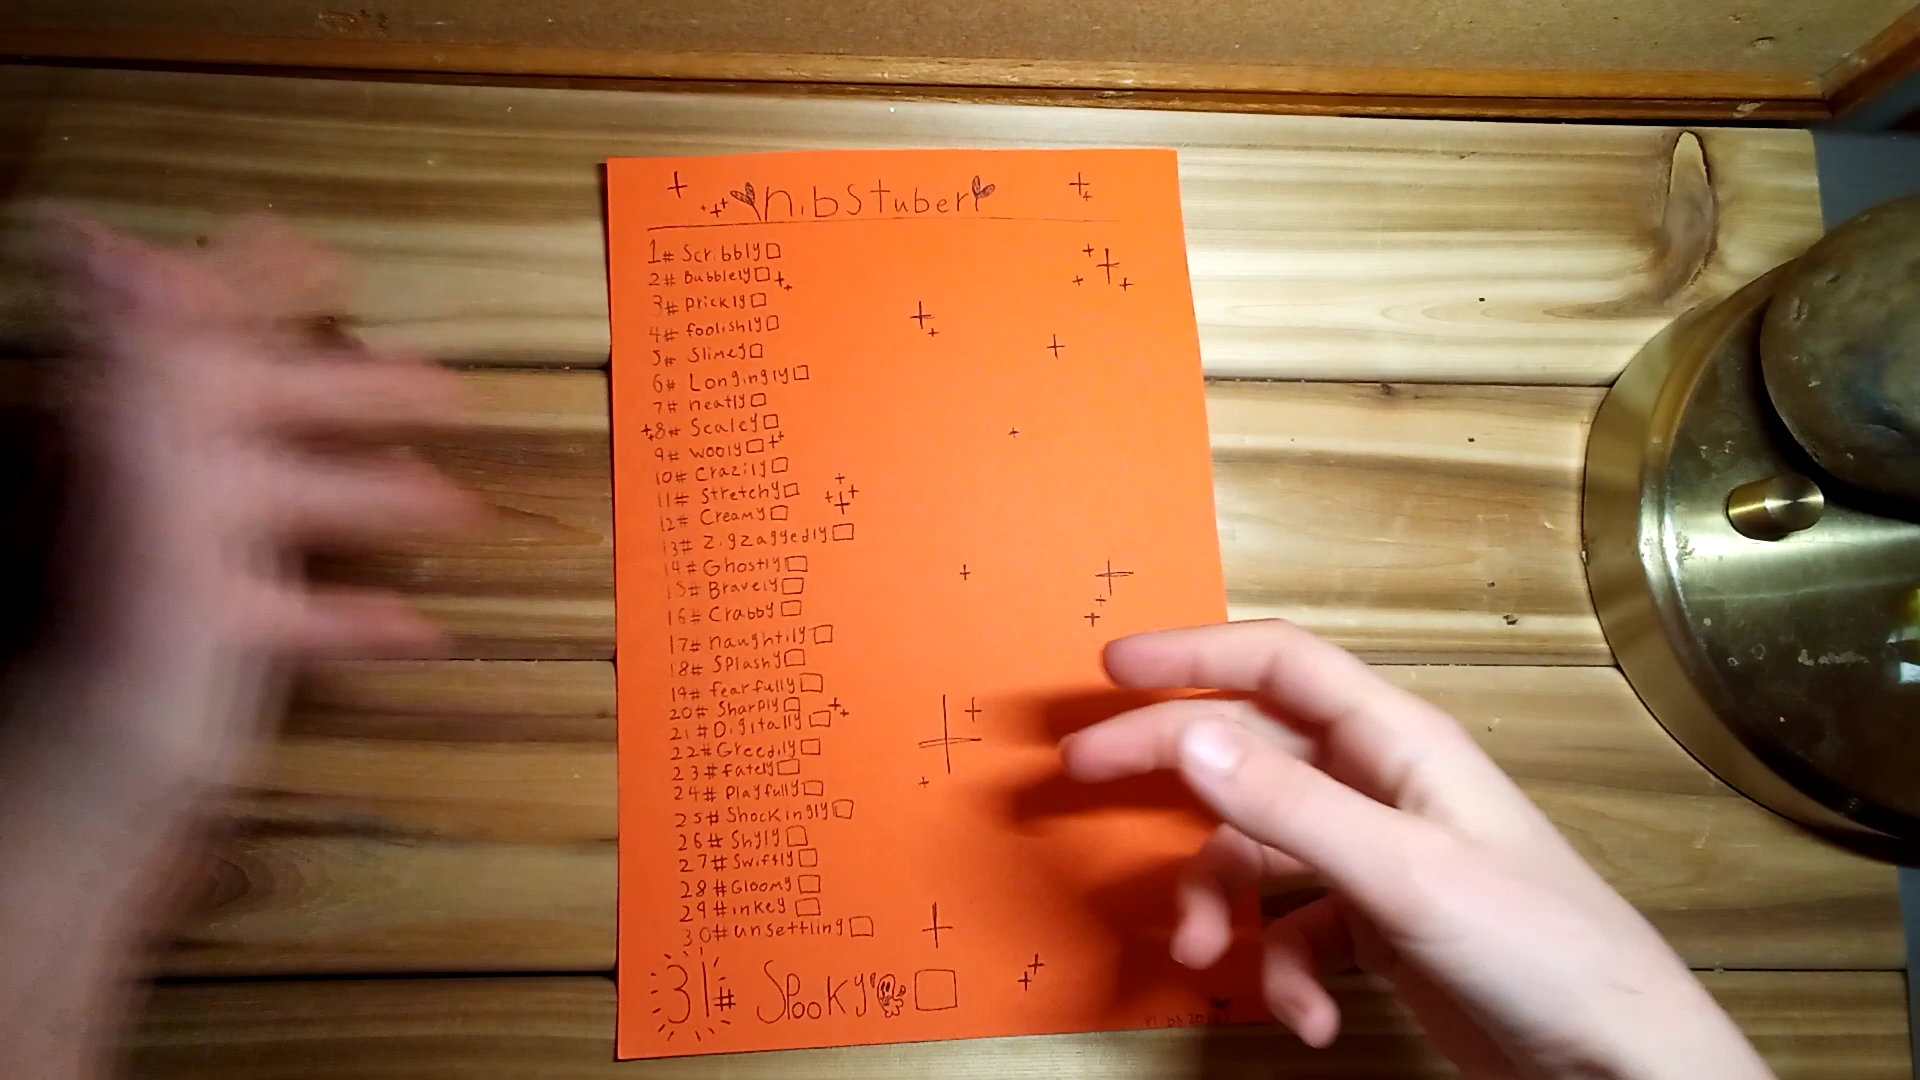 nibstuber
1# Scribbly
2# Bubblely
3# prickly
4# foolishly
5# Slimey
6# Longingly
7# neatly
8# Scaley
9# wooly
10# Crazily
11# Stretchy
12# Creamy
13# zigzaggedly
14# Ghostly
15# Bravely
16# Crabby
17# naughtily
18# Splashy
19# fearfully
20# Sharply
21# Digitally
22# Greedily
23# fately
24# Playfully
25# Shockingly
26# Shyly
27# Swiftly
28# Gloomy
29# inkey
30# unsettling
31# Spooky